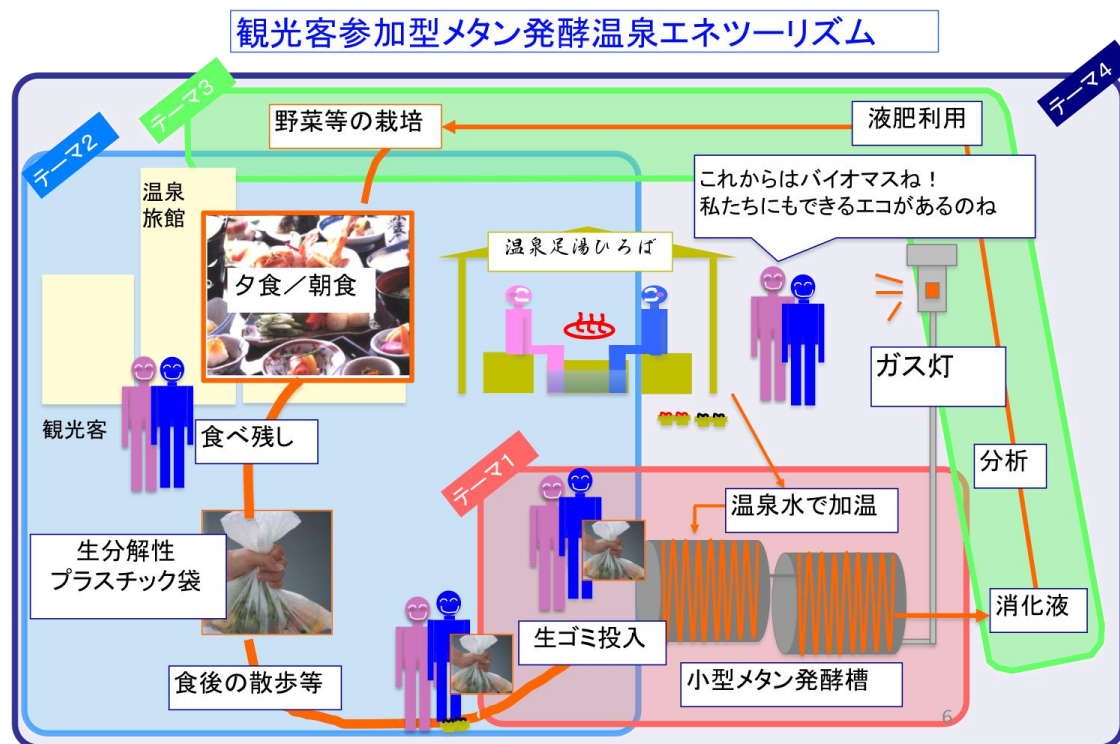 観光客参加型メタン発酵温泉エネツーリズム
テーマ4
テーマ3
テーマ2
野菜等の栽培
液肥利用
これからはバイオマスね！
私たちにもできるエコがあるのね
温泉
旅館
夕食／朝食
温泉足湯ひろば
ガス灯
観光客
食べ残し
分析
テーマ1
温泉水で加温
生分解性
プラスチック袋
消化液
生ゴミ投入
食後の散歩等
小型メタン発酵槽
6